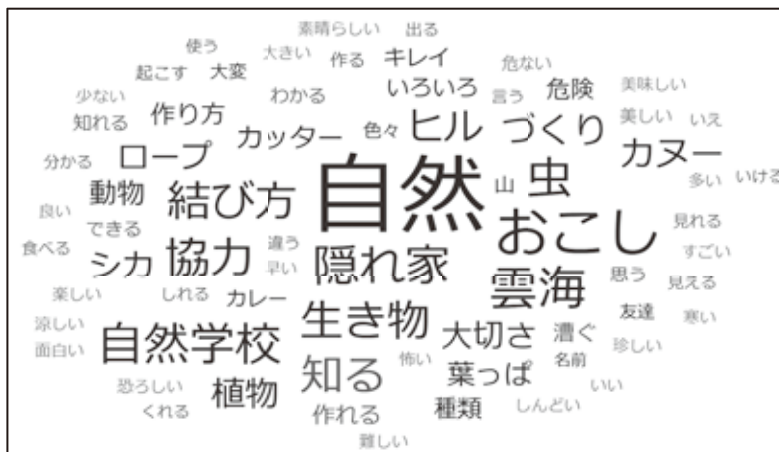 素晴らしい 出る
使う 大きい 作る キレイ 危ない
起こす 大変 いろいろ 危険 美味しい
少ない 作り方 わかる 言う
知れる カッター 色々 ヒル づくり 美しい いえ
分かる ロープ 自然 山 虫 カヌー 多い いける
良い 動物 結び方 おこし 見れる
食べる できる シカ 協力 違う 早い 隠れ家 雲海 思う すごい 見える
楽しい しれる カレー 生き物 友達 寒い
涼しい 自然学校 大切さ 漕ぐ 珍しい
面白い 知る 怖い 葉っぱ 名前
恐ろしい 植物 いい
くれる 作れる 種類 しんどい
難しい